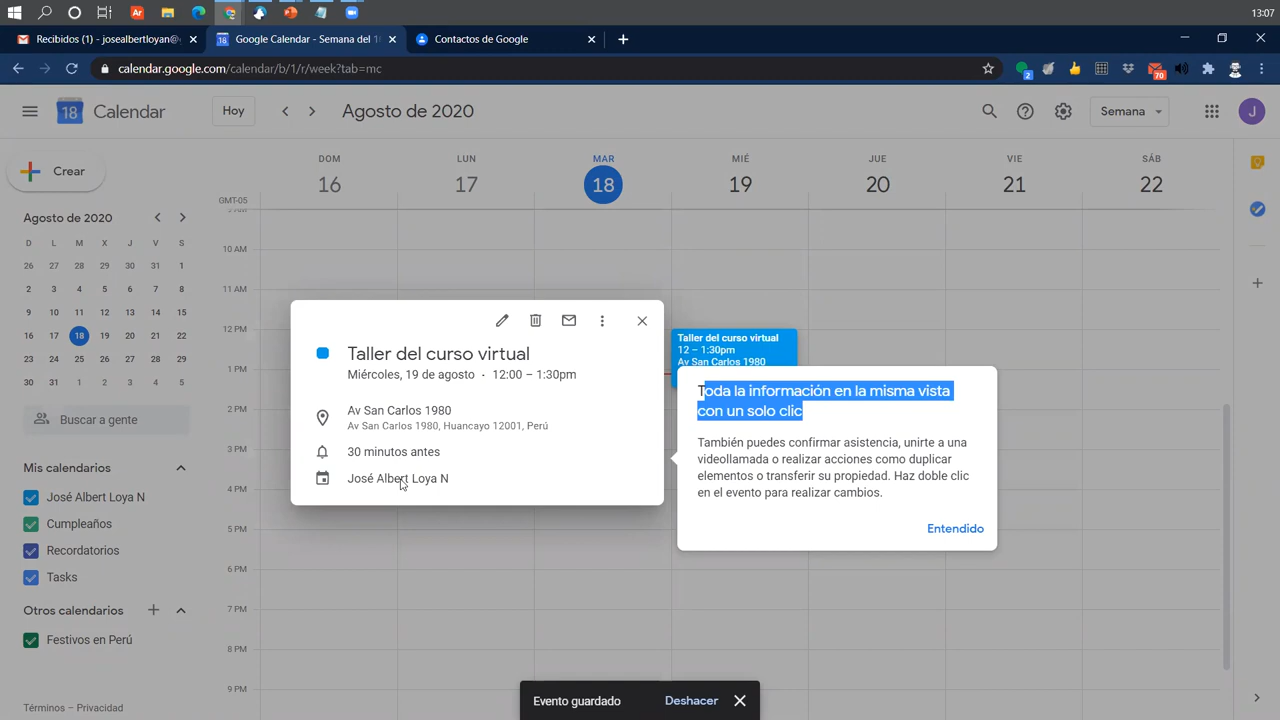 13:07
Recibidos (1) - josealbertloyan@
Google Calendar - Semana del 1
Contactos de Google
calendar.google.com/calendar/b/1/r/week?tab=mc
2
70
18
Calendar
Hoy
Agosto de 2020
Semana
J
Crear
DOM
LUN
MAR
MIÉ
JUE
VIE
SÁB
16
17
18
19
20
21
22
GMT-05
Agosto de 2020
D L M X J V S
26 27 28 29 30 31 1
2 3 4 5 6 7 8
9 10 11 12 13 14 15
16 17 18 19 20 21 22
23 24 25 26 27 28 29
30 31 1 2 3 4 5
Buscar a gente
Mis calendarios
José Albert Loya N
Cumpleaños
Recordatorios
Tasks
Otros calendarios
Festivos en Perú
Términos – Privacidad
10 AM
11 AM
12 PM
1 PM
2 PM
3 PM
4 PM
5 PM
6 PM
7 PM
8 PM
9 PM
Taller del curso virtual
Miércoles, 19 de agosto · 12:00 – 1:30pm
Av San Carlos 1980
Av San Carlos 1980, Huancayo 12001, Perú
30 minutos antes
José Albert Loya N
Taller del curso virtual
12 – 1:30pm
Av San Carlos 1980
Toda la información en la misma vista
con un solo clic
También puedes confirmar asistencia, unirte a una
videollamada o realizar acciones como duplicar
elementos o transferir su propiedad. Haz doble clic
en el evento para realizar cambios.
Entendido
Evento guardado
Deshacer